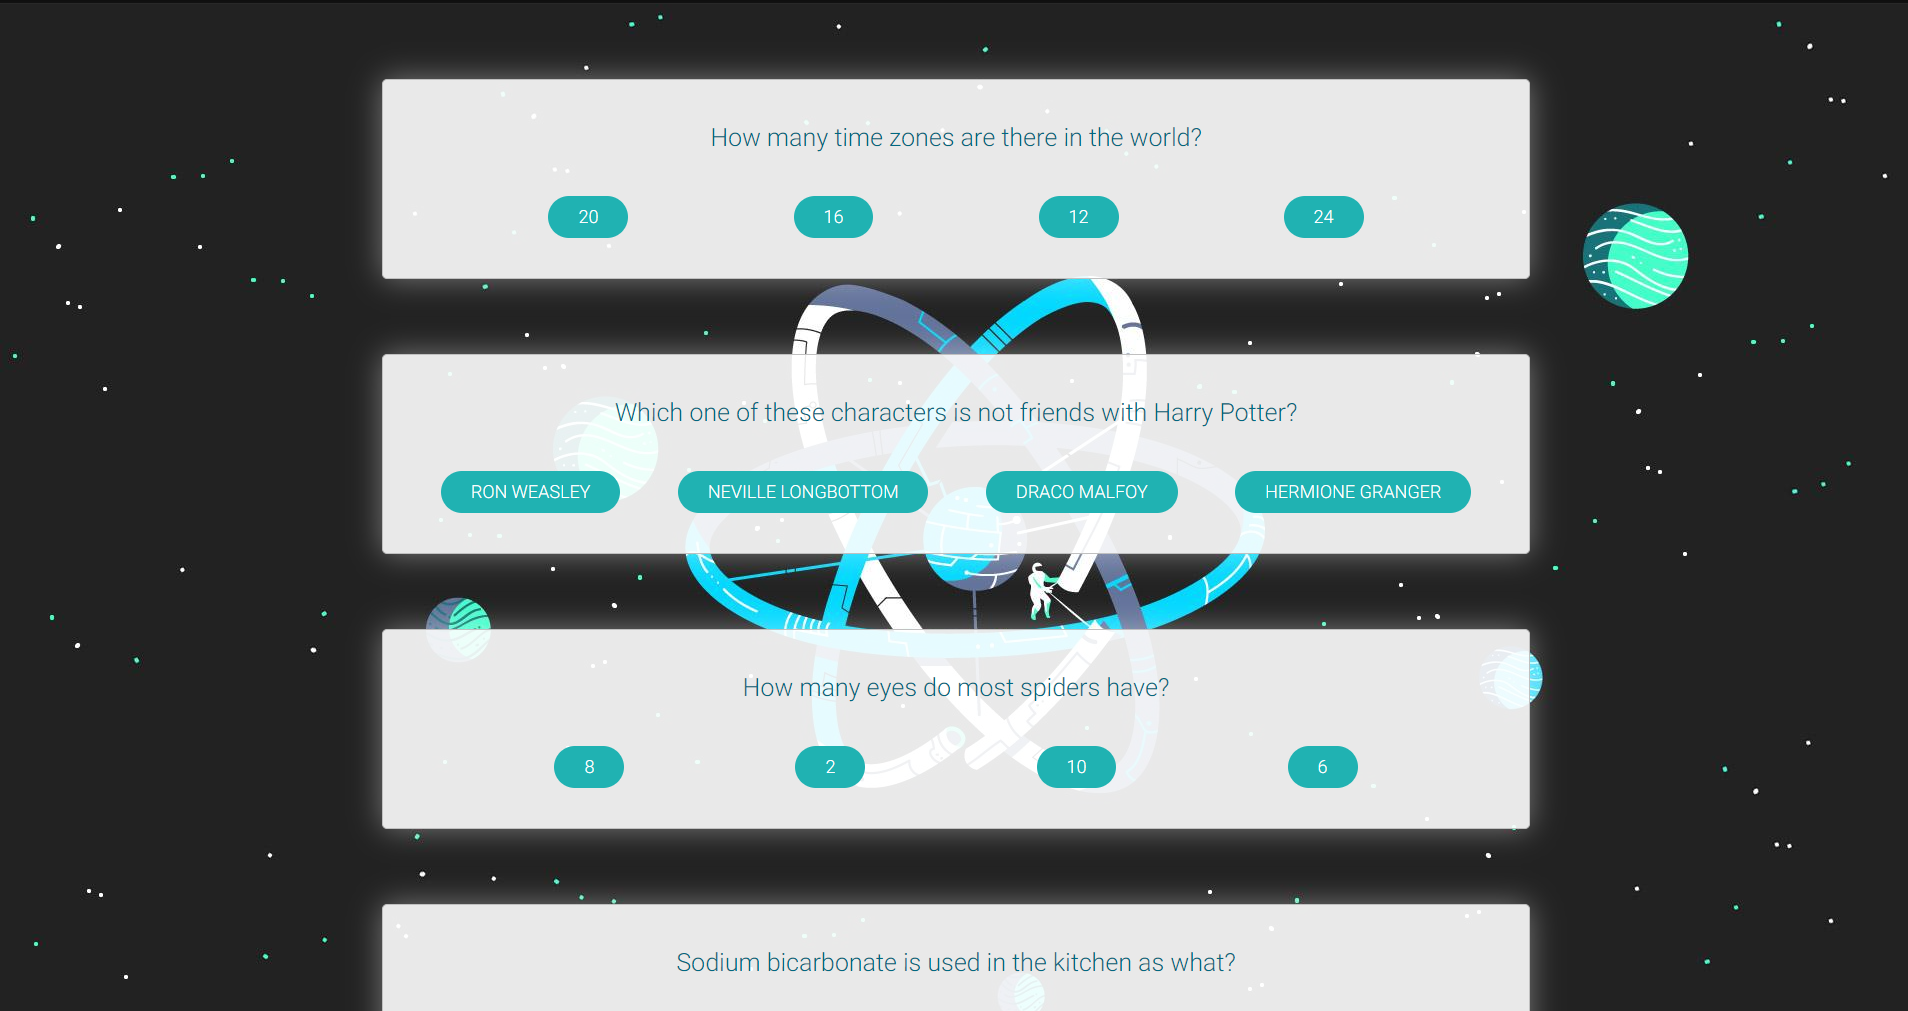 How many time zones are there in the world?
20 16 12 24
Which one of these characters is not friends with Harry Potter?
RON WEASLEY NEVILLE LONGBOTTOM DRACO MALFOY HERMIONE GRANGER
How many eyes do most spiders have?
8 2 10 6
Sodium bicarbonate is used in the kitchen as what?